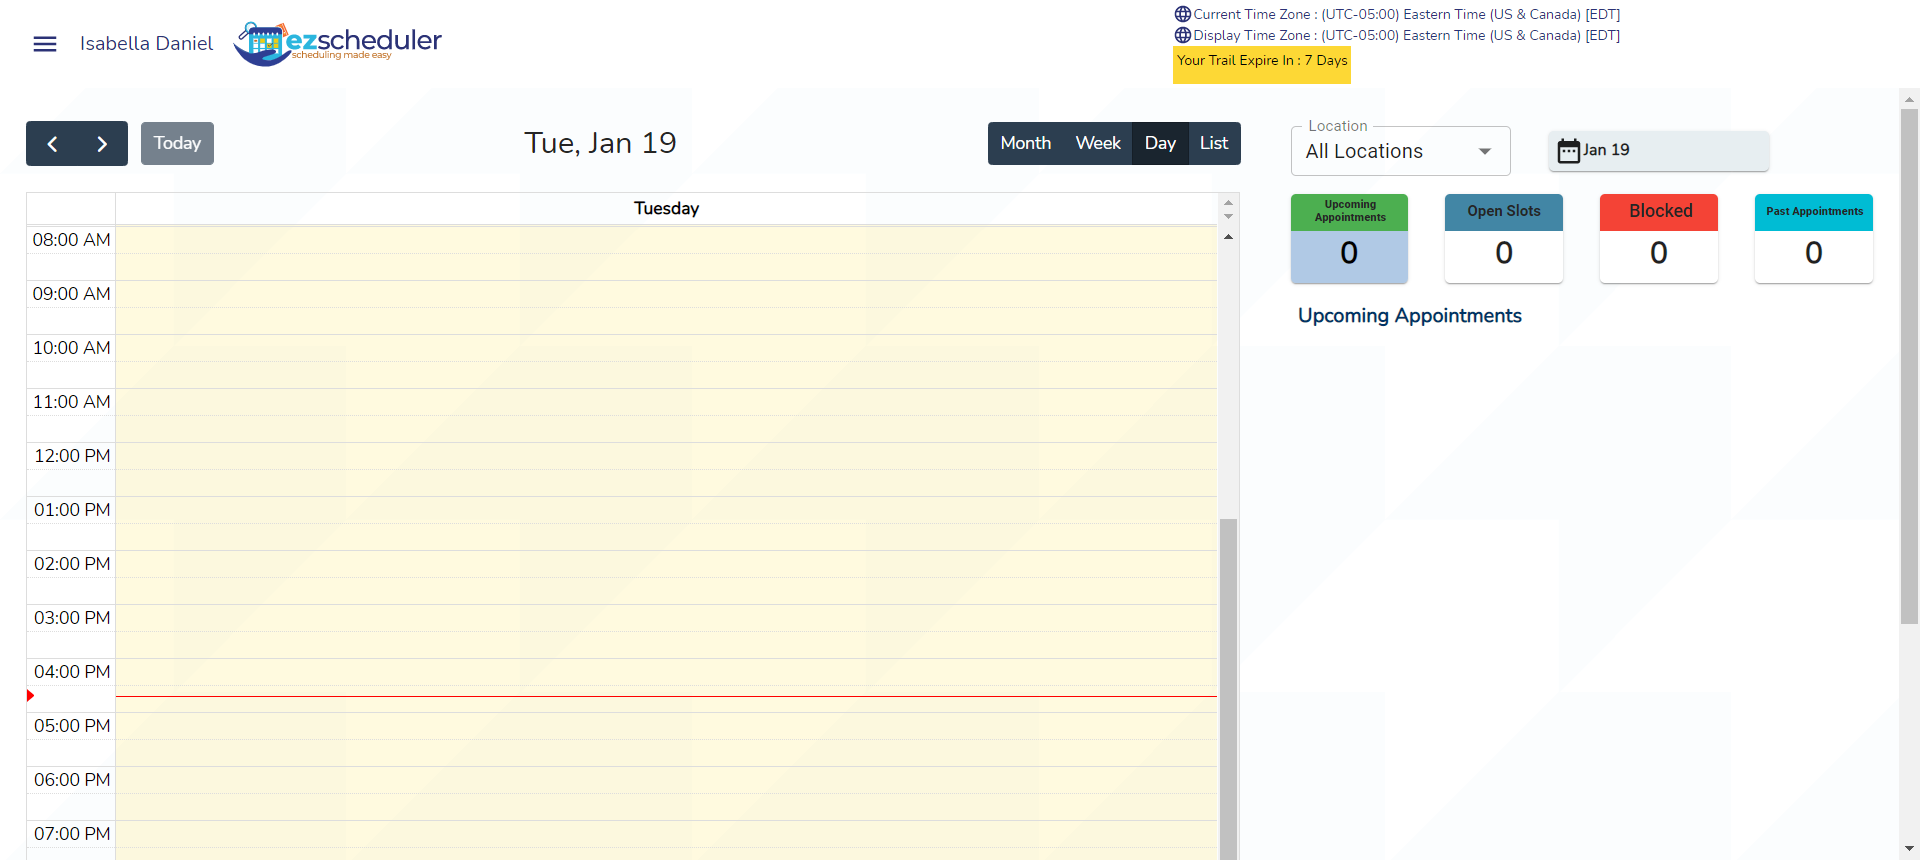 Isabella Daniel
ezscheduler
scheduling made easy
Current Time Zone : (UTC-05:00) Eastern Time (US & Canada) [EDT]
Display Time Zone : (UTC-05:00) Eastern Time (US & Canada) [EDT]
Your Trail Expire In : 7 Days
Today
Tue, Jan 19
Month Week Day List
Location
All Locations
Jan 19
Tuesday
08:00 AM
09:00 AM
10:00 AM
11:00 AM
12:00 PM
01:00 PM
02:00 PM
03:00 PM
04:00 PM
05:00 PM
06:00 PM
07:00 PM
Upcoming
Appointments
0
Open Slots
0
Blocked
0
Past Appointments
0
Upcoming Appointments